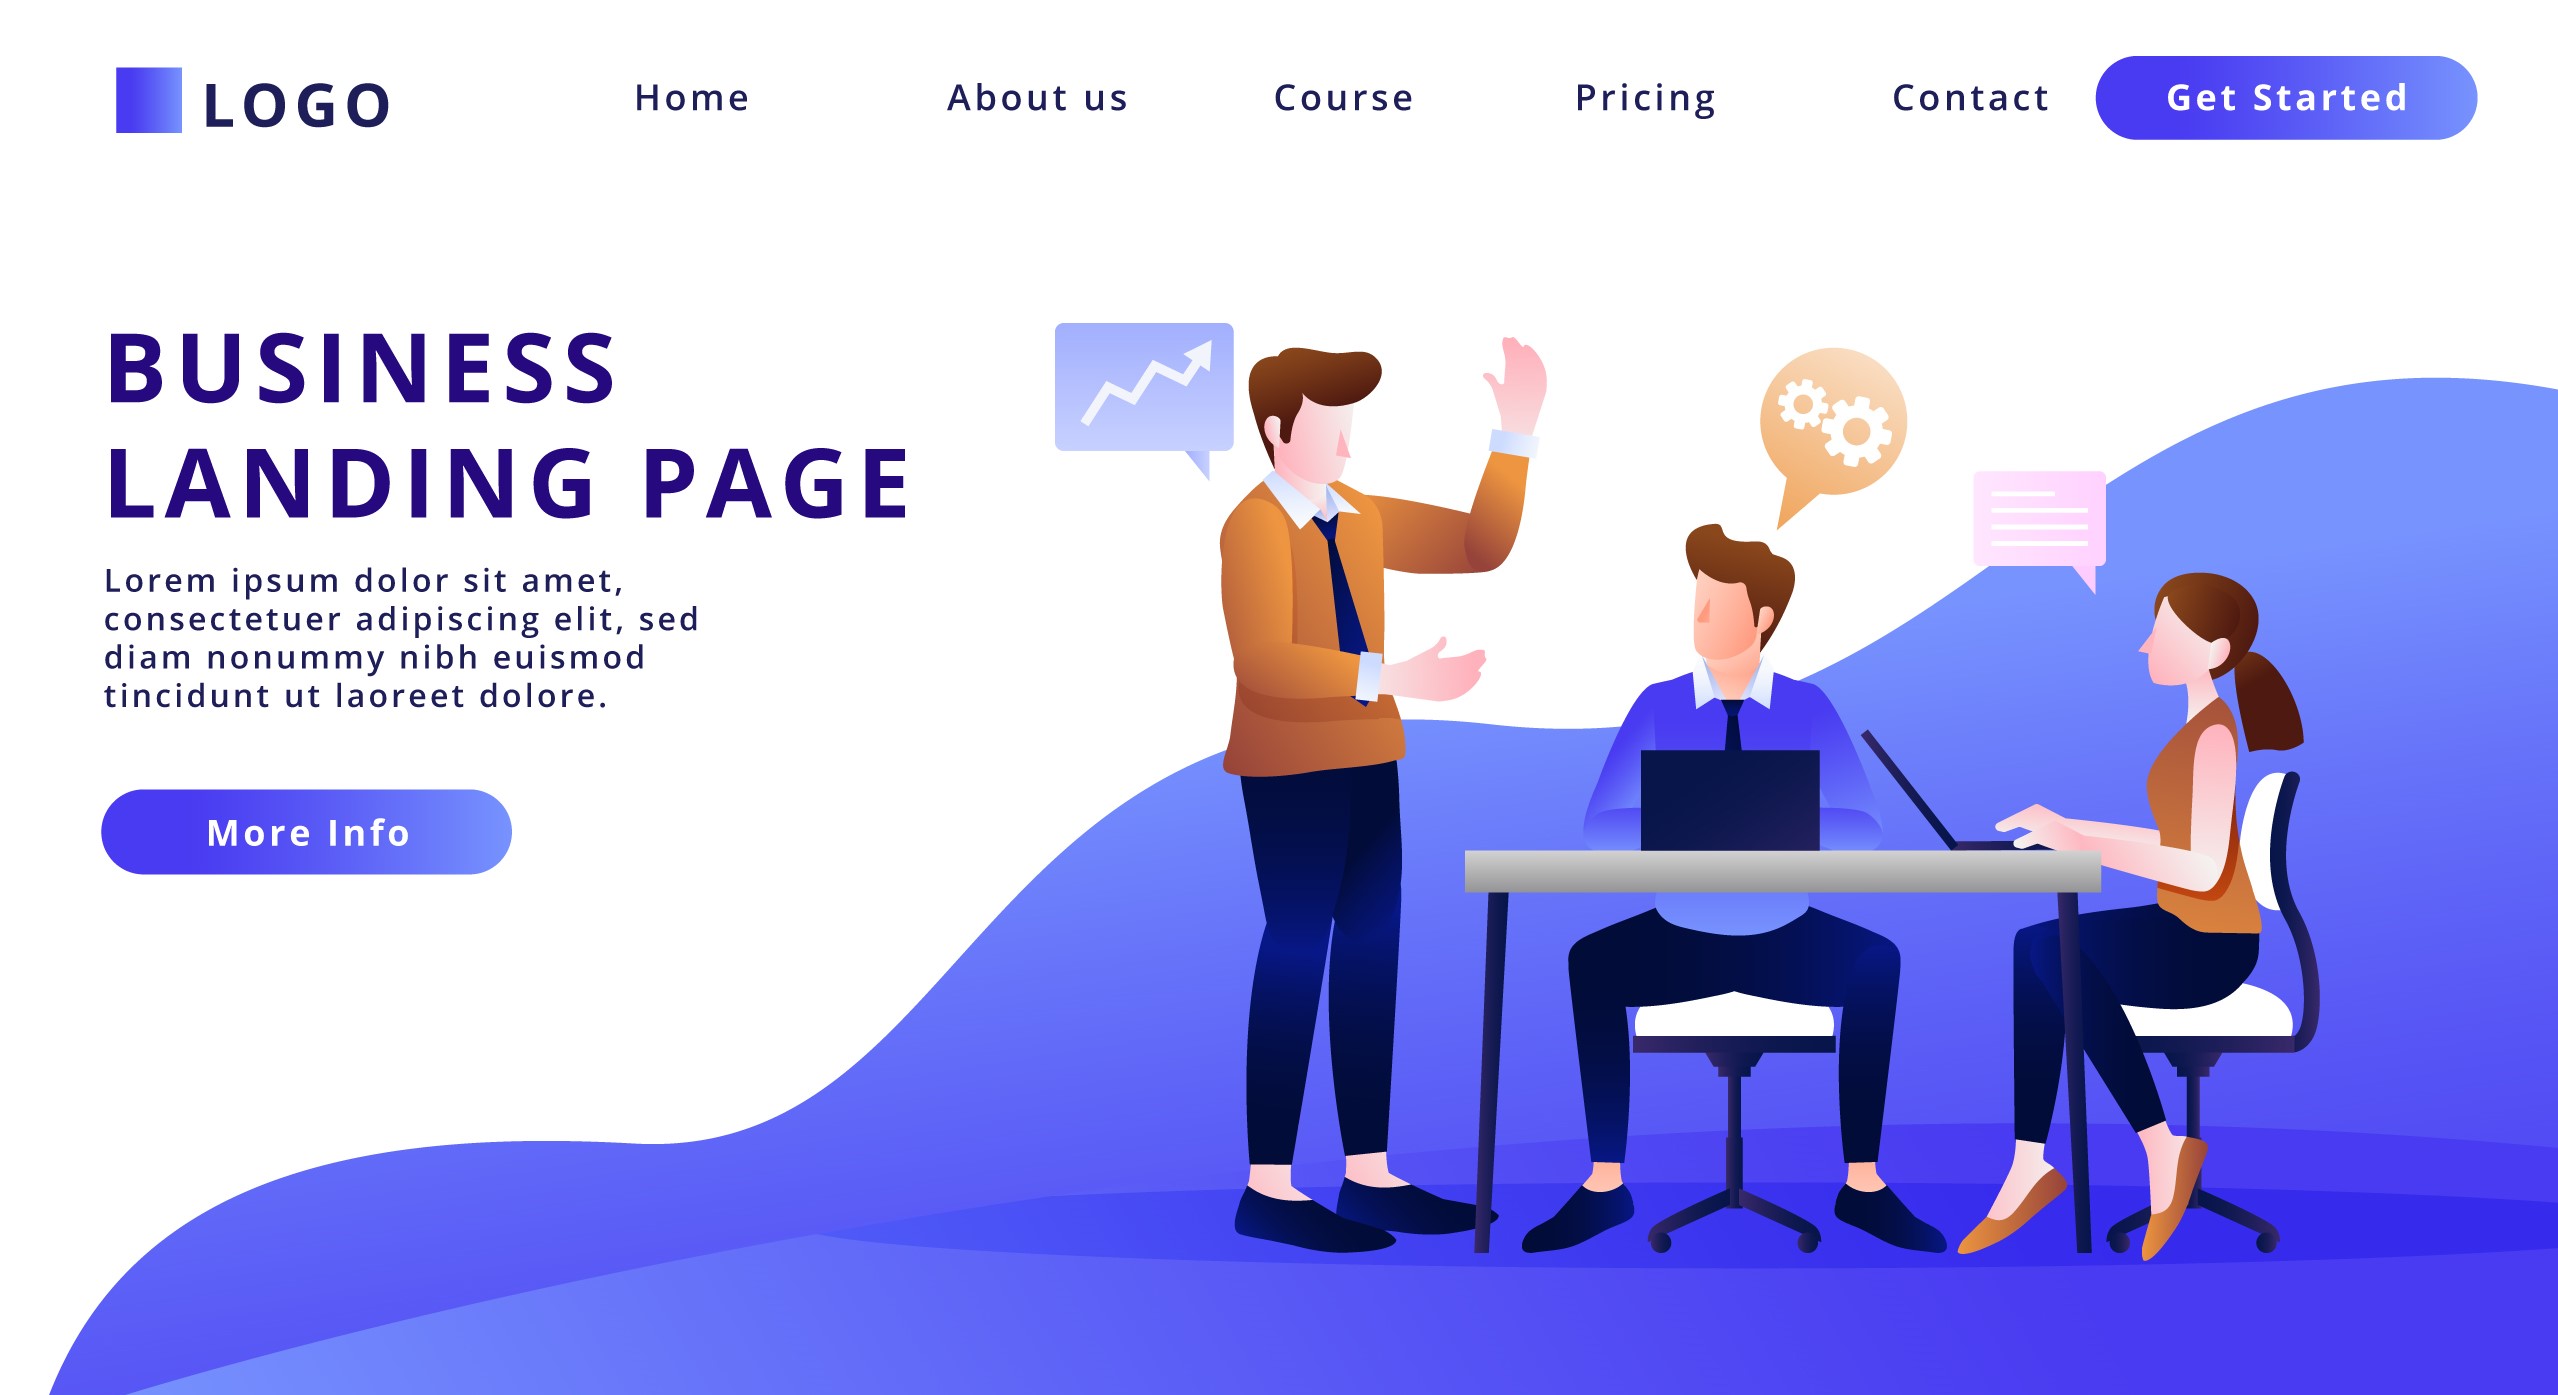 LOGO
Home
About us
Course
Pricing
Contact
Get Started
BUSINESS
LANDING PAGE
Lorem ipsum dolor sit amet,
consectetuer adipiscing elit, sed
diam nonummy nibh euismod
tincidunt ut laoreet dolore.
More Info